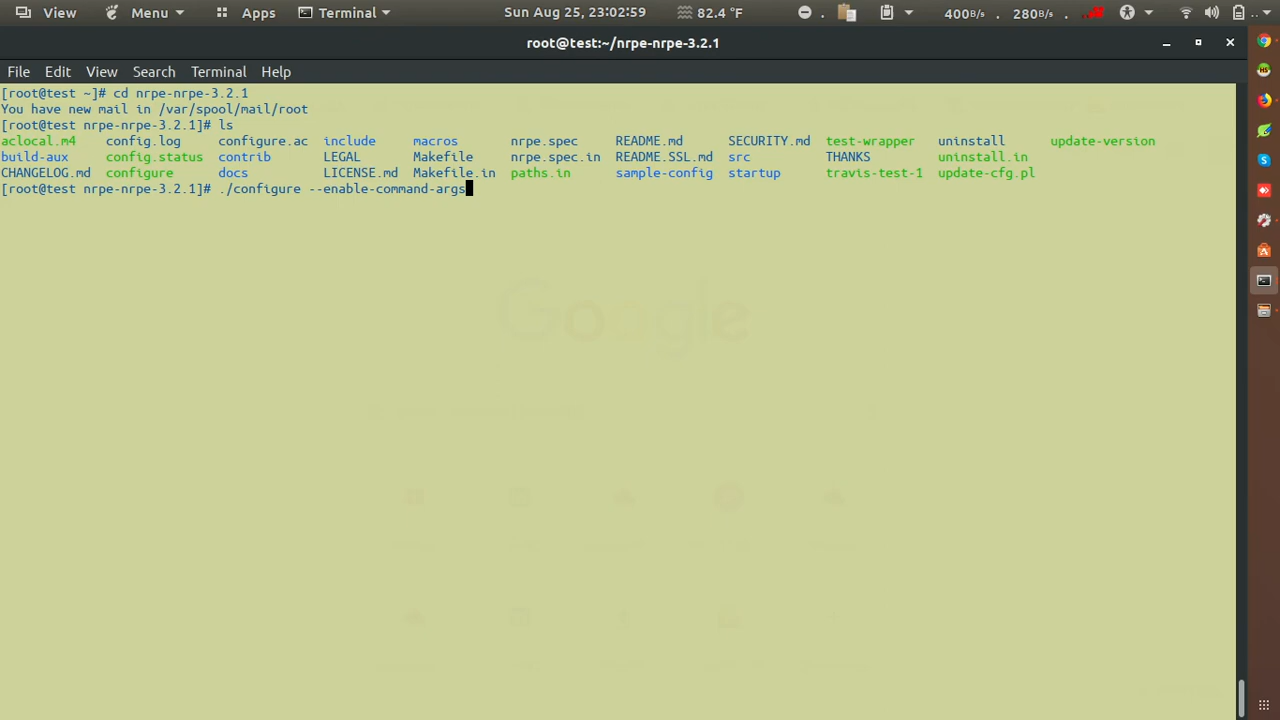 View Menu Apps Terminal Sun Aug 25, 23:02:59 82.4 °F 400B/s 280B/s
root@test:~/nrpe-nrpe-3.2.1
File Edit View Search Terminal Help
[root@test ~]# cd nrpe-nrpe-3.2.1
You have new mail in /var/spool/mail/root
[root@test nrpe-nrpe-3.2.1]# ls
aclocal.m4 config.log configure.ac include macros nrpe.spec README.md SECURITY.md test-wrapper uninstall update-version
build-aux config.status contrib LEGAL Makefile nrpe.spec.in README.SSL.md src THANKS uninstall.in
CHANGELOG.md configure docs LICENSE.md Makefile.in paths.in sample-config startup travis-test-1 update-cfg.pl
[root@test nrpe-nrpe-3.2.1]# ./configure --enable-command-args
Google